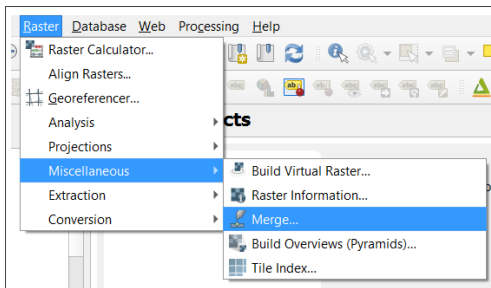 Raster Database Web Processing Help
Raster Calculator...
Align Rasters...
Georeferencer...
Analysis
cts
Projections
Miscellaneous
Build Virtual Raster...
Extraction
Raster Information...
Conversion
Merge...
Build Overviews (Pyramids)...
Tile Index...